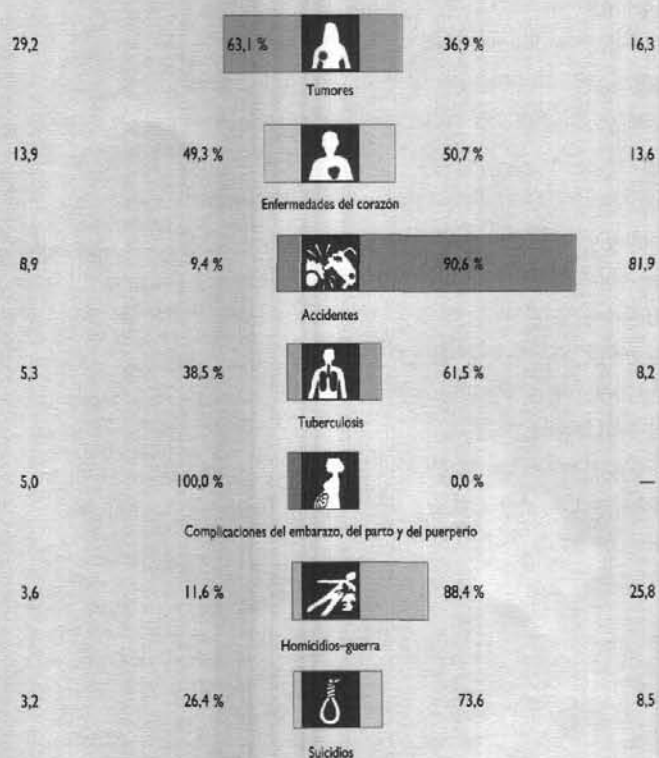 29,2 63,1 % 36,9 % 16,3
Tumores
13,9 49,3 % 50,7 % 13,6
Enfermedades del corazón
8,9 9,4 % 90,6 % 81,9
Accidentes
5,3 38,5 % 61,5 % 8,2
Tuberculosis
5,0 100,0 % 0,0 % —
Complicaciones del embarazo, del parto y del puerperio
3,6 11,6 % 88,4 % 25,8
Homicidios–guerra
3,2 26,4 % 73,6 8,5
Suicidios